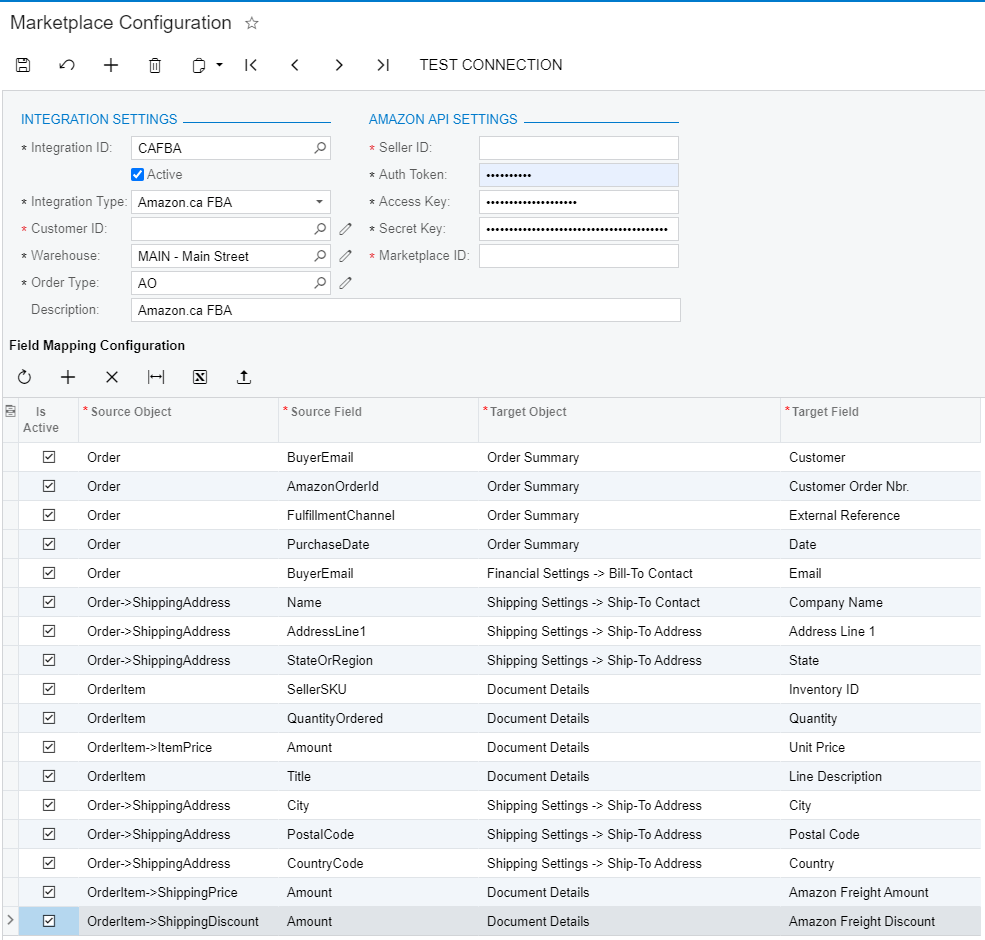 Marketplace Configuration
TEST CONNECTION
INTEGRATION SETTINGS
* Integration ID: CAFBA
Active
* Integration Type: Amazon.ca FBA
* Customer ID:
* Warehouse: MAIN - Main Street
* Order Type: AO
Description: Amazon.ca FBA
AMAZON API SETTINGS
* Seller ID:
* Auth Token: ••••••••••
* Access Key: ••••••••••••••••••••
* Secret Key: ••••••••••••••••••••••••••••••••••••••••
* Marketplace ID:
Field Mapping Configuration
Is Active * Source Object * Source Field * Target Object * Target Field
Order BuyerEmail Order Summary Customer
Order AmazonOrderId Order Summary Customer Order Nbr.
Order FulfillmentChannel Order Summary External Reference
Order PurchaseDate Order Summary Date
Order BuyerEmail Financial Settings -> Bill-To Contact Email
Order->ShippingAddress Name Shipping Settings -> Ship-To Contact Company Name
Order->ShippingAddress AddressLine1 Shipping Settings -> Ship-To Address Address Line 1
Order->ShippingAddress StateOrRegion Shipping Settings -> Ship-To Address State
OrderItem SellerSKU Document Details Inventory ID
OrderItem QuantityOrdered Document Details Quantity
OrderItem->ItemPrice Amount Document Details Unit Price
OrderItem Title Document Details Line Description
Order->ShippingAddress City Shipping Settings -> Ship-To Address City
Order->ShippingAddress PostalCode Shipping Settings -> Ship-To Address Postal Code
Order->ShippingAddress CountryCode Shipping Settings -> Ship-To Address Country
OrderItem->ShippingPrice Amount Document Details Amazon Freight Amount
OrderItem->ShippingDiscount Amount Document Details Amazon Freight Discount